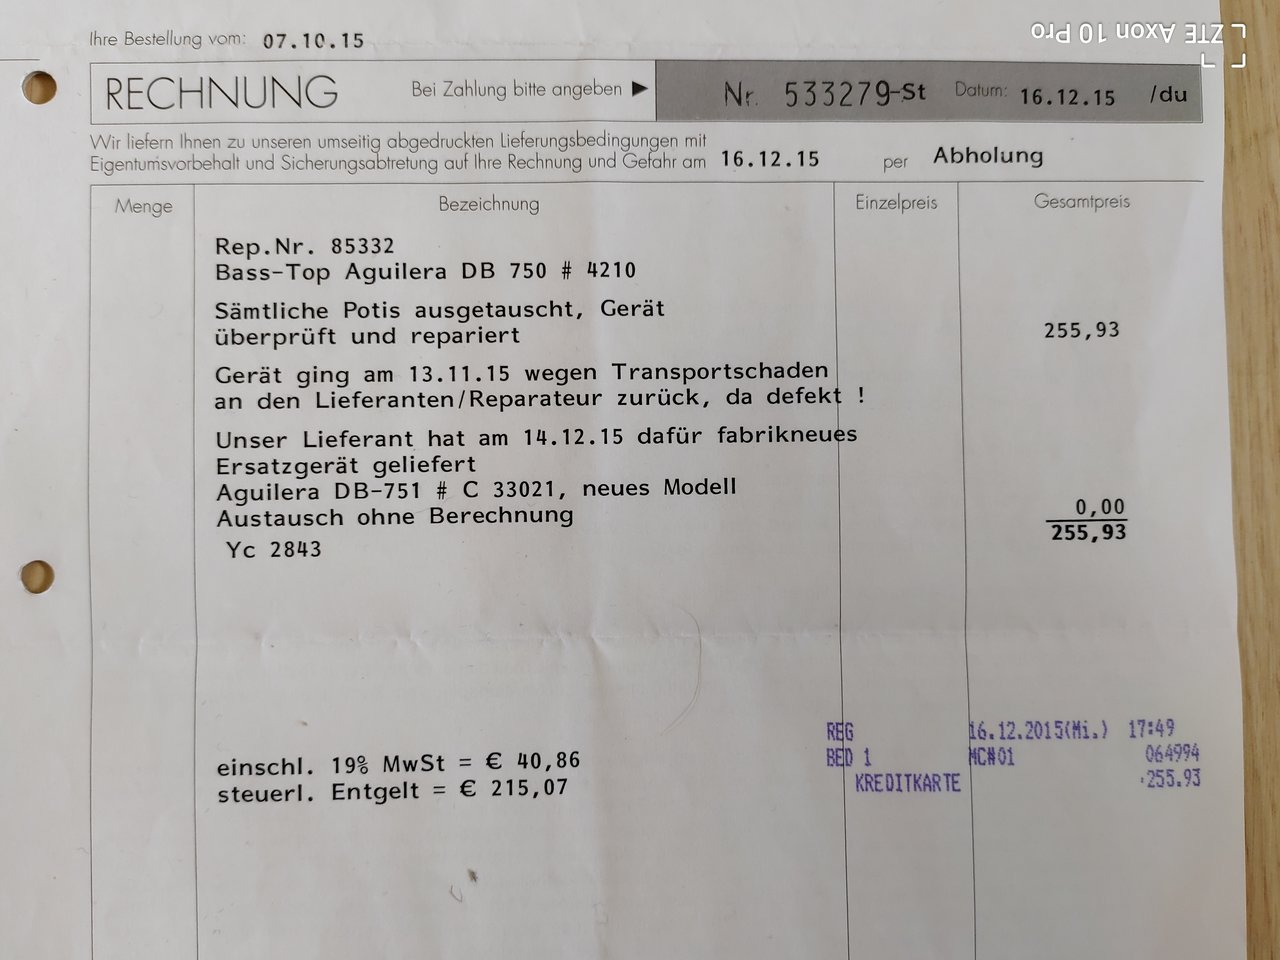 ZTE Axon 10 Pro
Ihre Bestellung vom: 07.10.15
RECHNUNG Bei Zahlung bitte angeben ▶ Nr. 533279-St Datum: 16.12.15 /du
Wir liefern Ihnen zu unseren umseitig abgedruckten Lieferungsbedingungen mit
Eigentumsvorbehalt und Sicherungsabtretung auf Ihre Rechnung und Gefahr am 16.12.15 per Abholung
Menge Bezeichnung Einzelpreis Gesamtpreis
Rep.Nr. 85332
Bass-Top Aguilera DB 750 # 4210
Sämtliche Potis ausgetauscht, Gerät
überprüft und repariert 255,93
Gerät ging am 13.11.15 wegen Transportschaden
an den Lieferanten/Reparateur zurück, da defekt !
Unser Lieferant hat am 14.12.15 dafür fabrikneues
Ersatzgerät geliefert
Aguilera DB-751 # C 33021, neues Modell
Austausch ohne Berechnung 0,00
255,93
Yc 2843
REG 16.12.2015(Mi.) 17:49
BED 1 MC#01 064994
KREDITKARTE ·255.93
einschl. 19% MwSt = € 40,86
steuerl. Entgelt = € 215,07